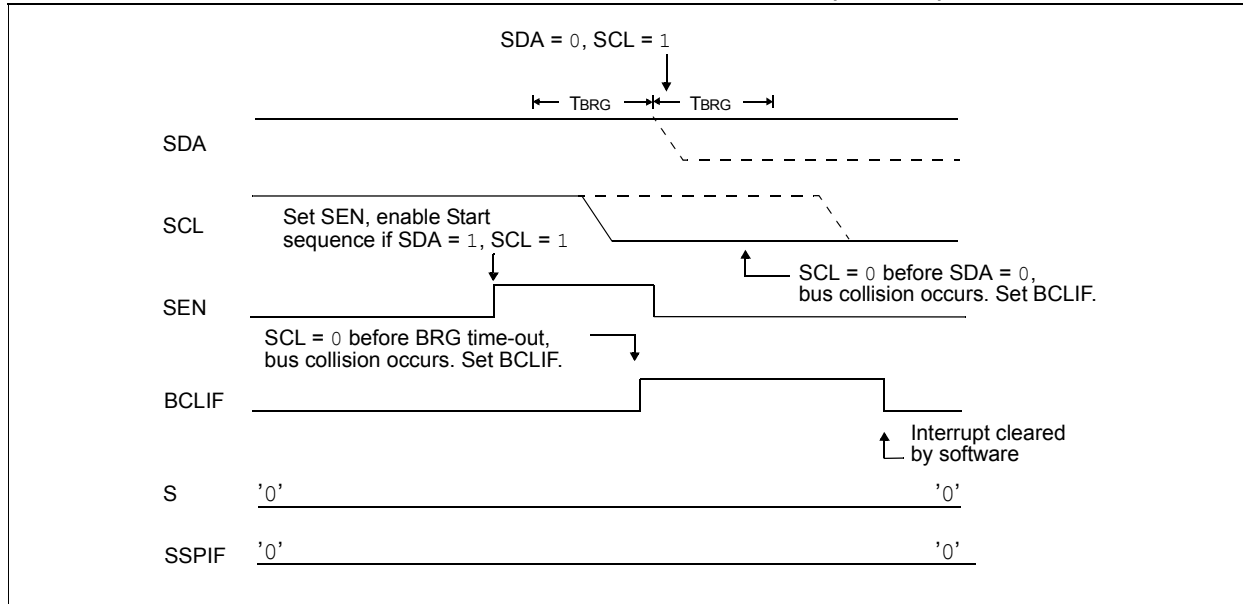 SDA = 0, SCL = 1
TBRG TBRG
SDA
SCL
Set SEN, enable Start
sequence if SDA = 1, SCL = 1
SCL = 0 before SDA = 0,
bus collision occurs. Set BCLIF.
SEN
SCL = 0 before BRG time-out,
bus collision occurs. Set BCLIF.
BCLIF
Interrupt cleared
by software
S '0' '0'
SSPIF '0' '0'